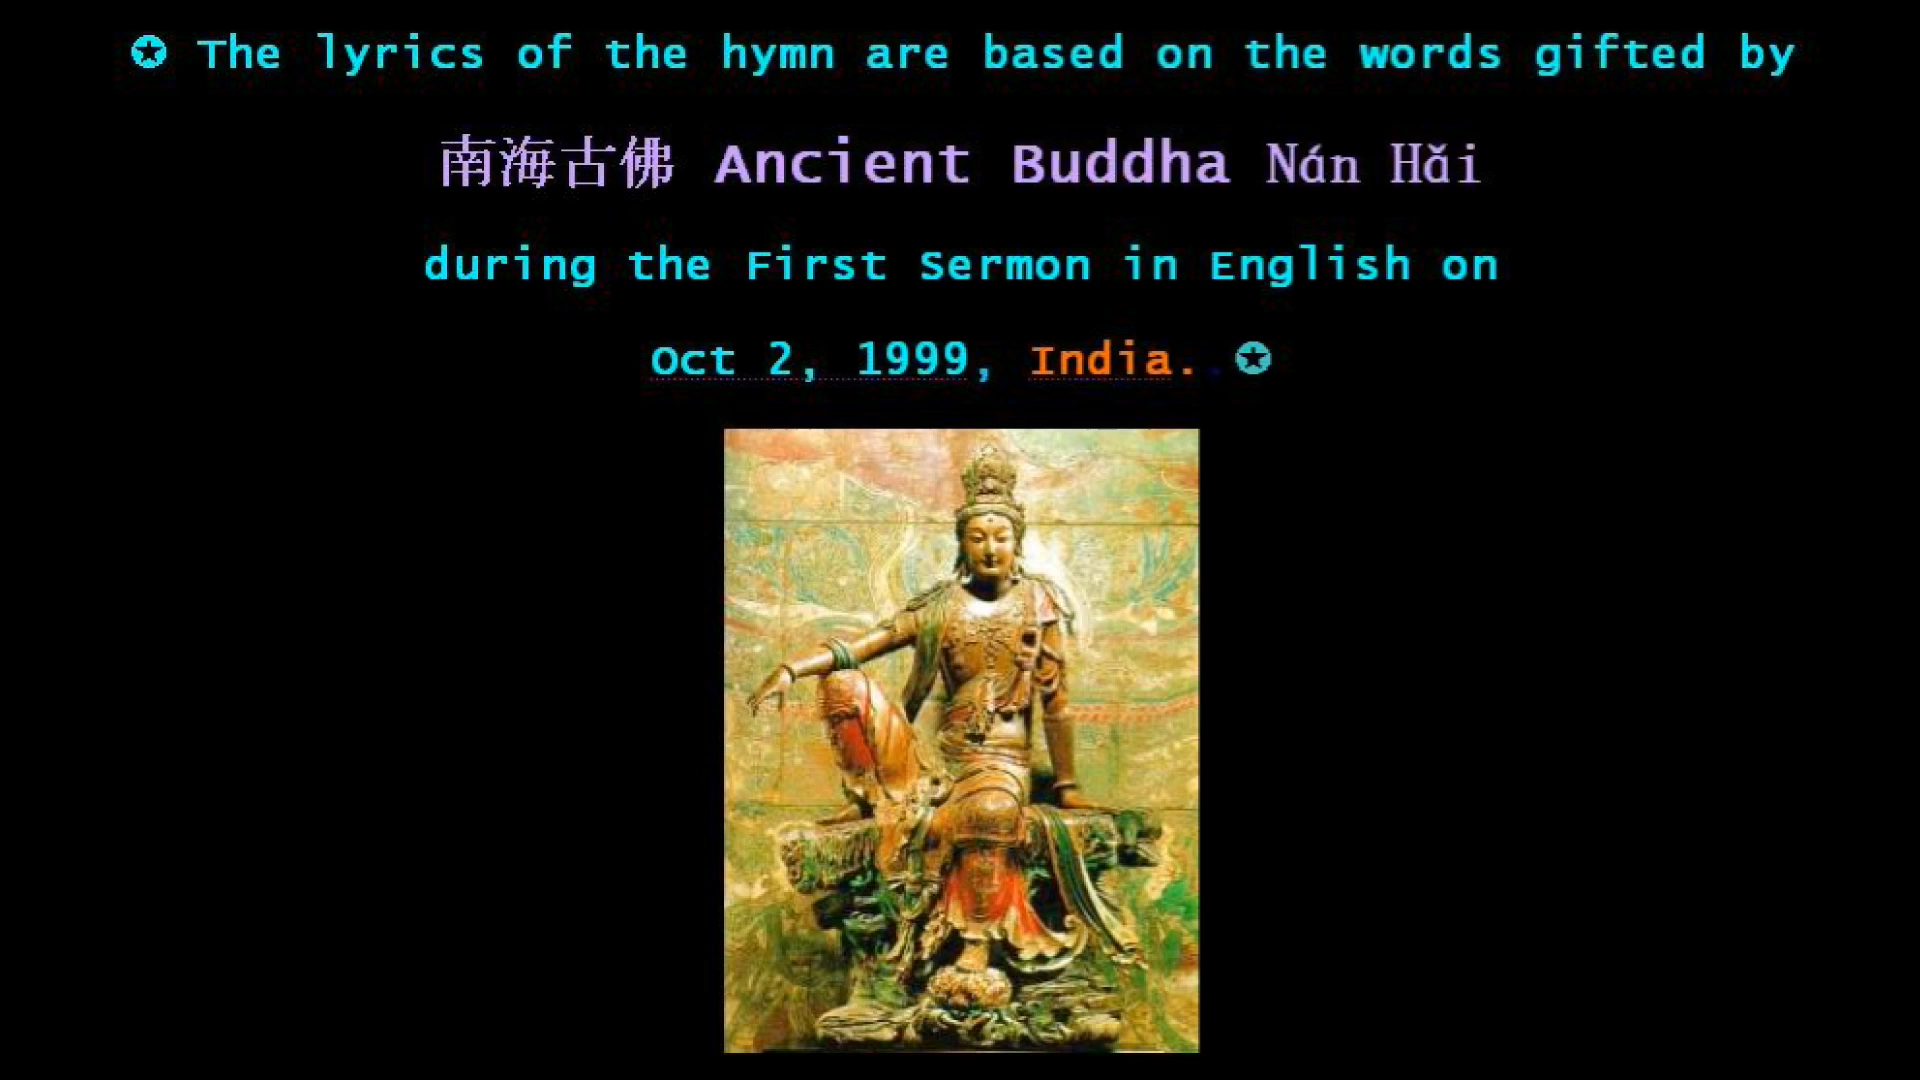 ✪ The lyrics of the hymn are based on the words gifted by
南海古佛 Ancient Buddha Nán Hǎi
during the First Sermon in English on
Oct 2, 1999, India. ✪